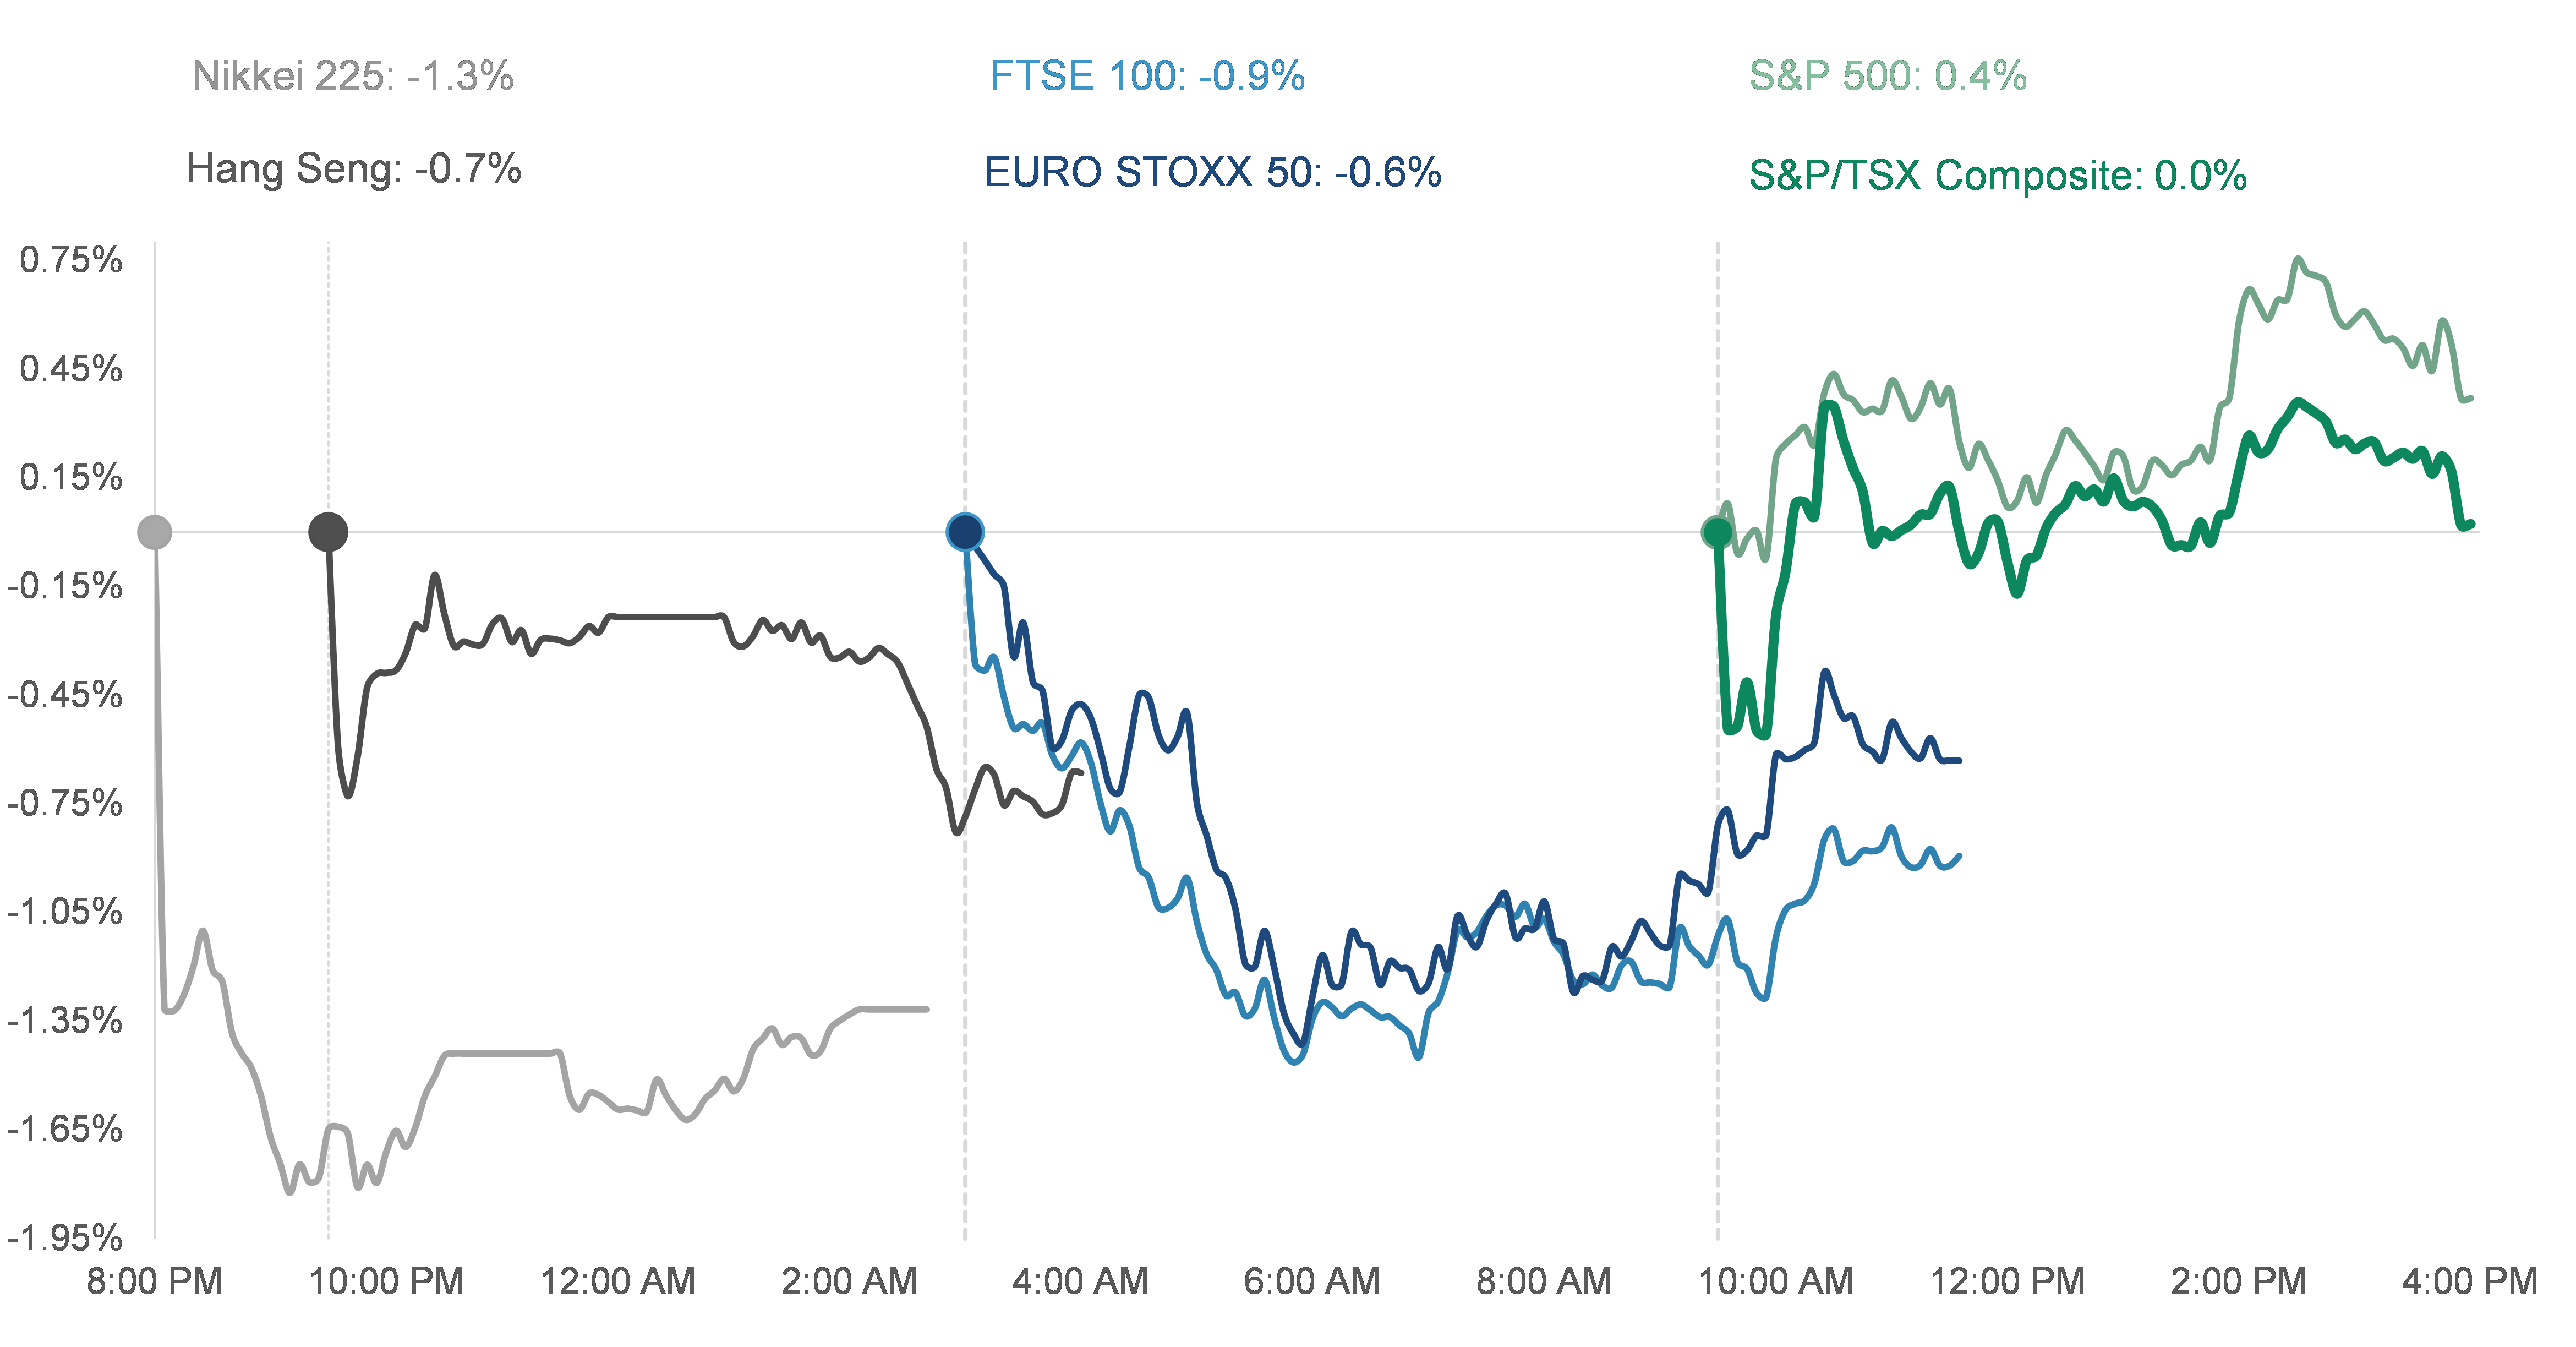 Nikkei 225: -1.3%
FTSE 100: -0.9%
S&P 500: 0.4%
Hang Seng: -0.7%
EURO STOXX 50: -0.6%
S&P/TSX Composite: 0.0%
0.75%
0.45%
0.15%
-0.15%
-0.45%
-0.75%
-1.05%
-1.35%
-1.65%
-1.95%
8:00 PM 10:00 PM 12:00 AM 2:00 AM 4:00 AM 6:00 AM 8:00 AM 10:00 AM 12:00 PM 2:00 PM 4:00 PM